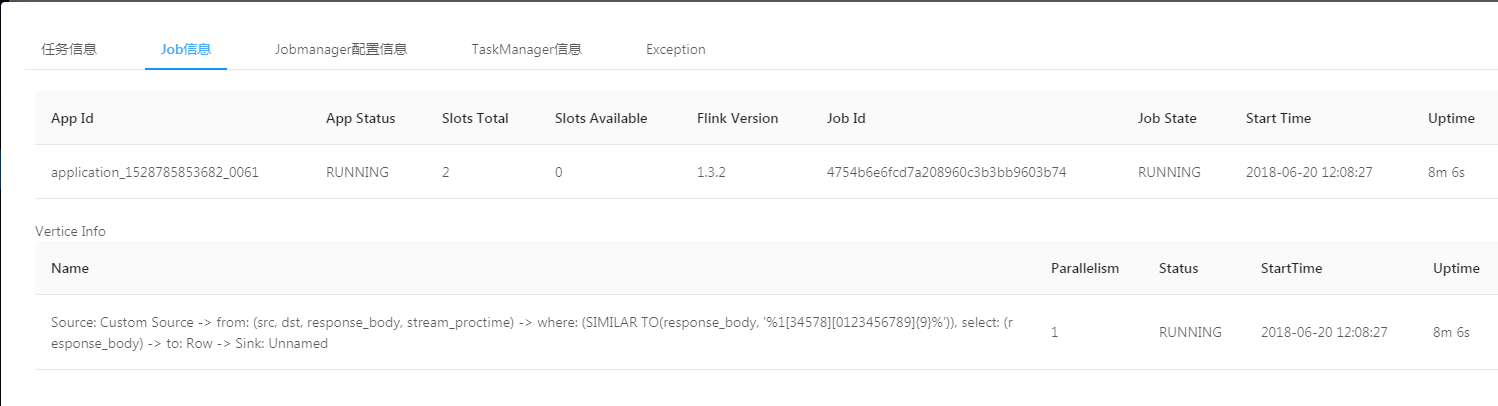 任务信息 Job信息 Jobmanager配置信息 TaskManager信息 Exception
App Id App Status Slots Total Slots Available Flink Version Job Id Job State Start Time Uptime
application_1528785853682_0061 RUNNING 2 0 1.3.2 4754b6e6fcd7a208960c3b3bb9603b74 RUNNING 2018-06-20 12:08:27 8m 6s
Vertice Info
Name Parallelism Status StartTime Uptime
Source: Custom Source -> from: (src, dst, response_body, stream_proctime) -> where: (SIMILAR TO(response_body, '%1[34578][0123456789]{9}%')), select: (r
esponse_body) -> to: Row -> Sink: Unnamed 1 RUNNING 2018-06-20 12:08:27 8m 6s